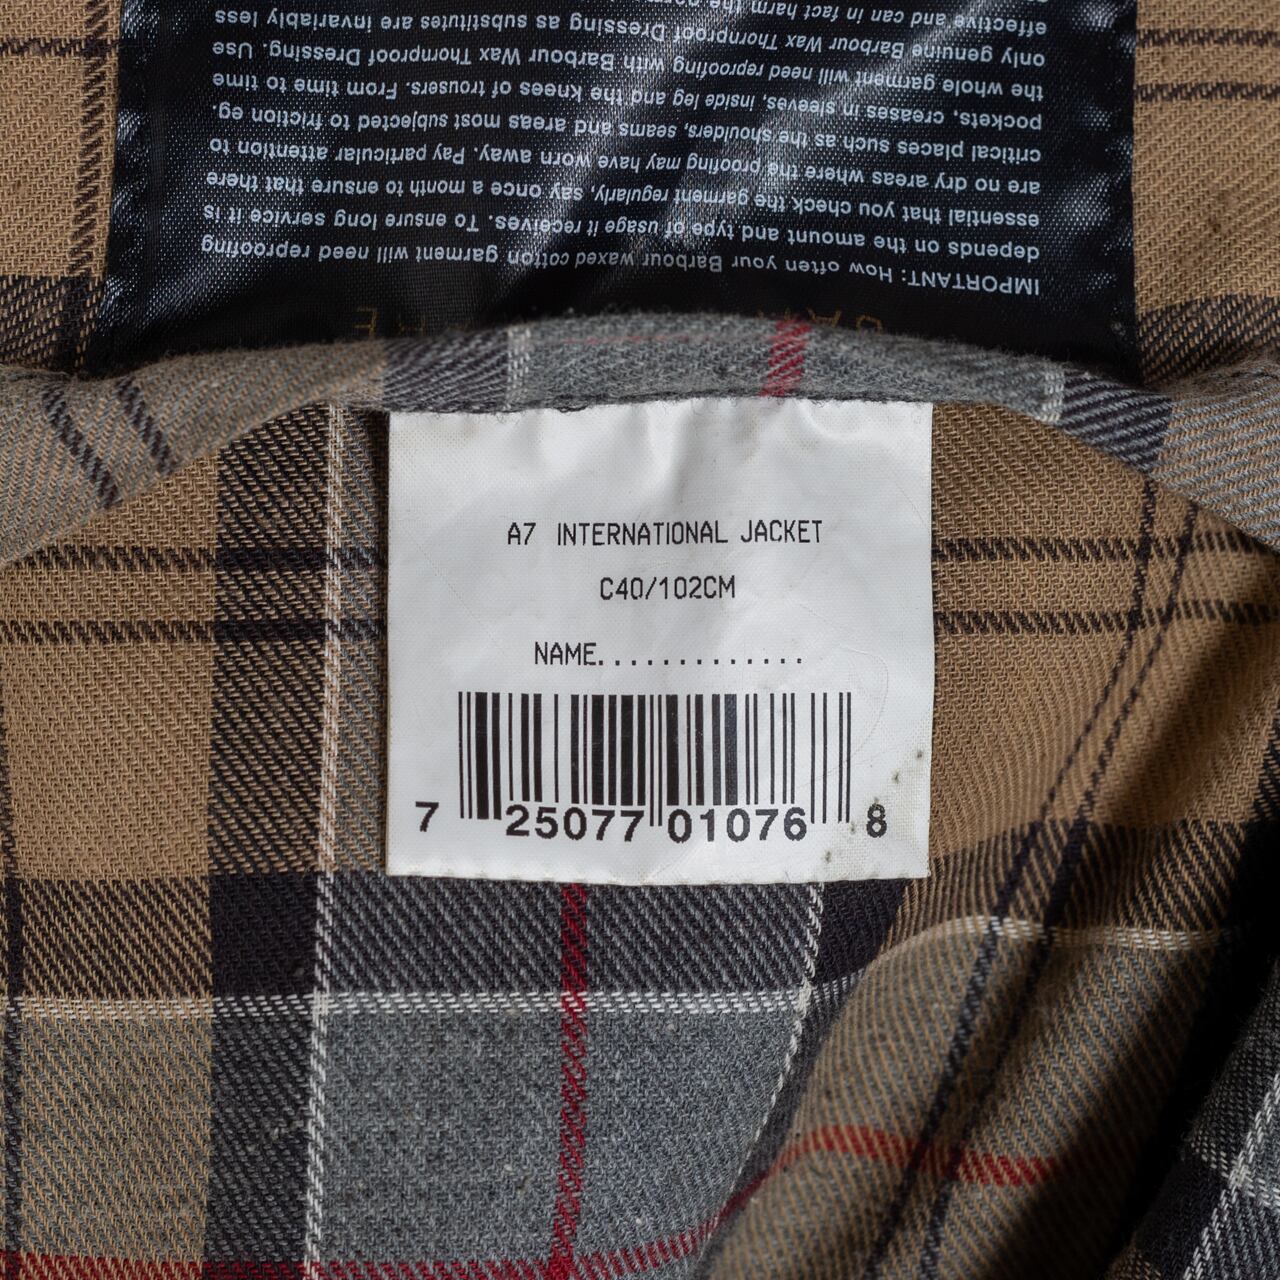 IMPORTANT: How often your Barbour waxed cotton garment will need reproofing
depends on the amount and type of usage it receives. To ensure long service it is
essential that you check the garment regularly, say once a month to ensure that there
are no dry areas where the proofing may have worn away. Pay particular attention to
critical places such as the shoulders, seams and areas most subjected to friction eg.
pockets, creases in sleeves, inside leg and the knees of trousers. From time to time
the whole garment will need reproofing with Barbour Wax Thornproof Dressing. Use
only genuine Barbour Wax Thornproof Dressing as substitutes are invariably less
effective and can in fact harm the
A7 INTERNATIONAL JACKET
C40/102CM
NAME.............
7 25077 01076 8